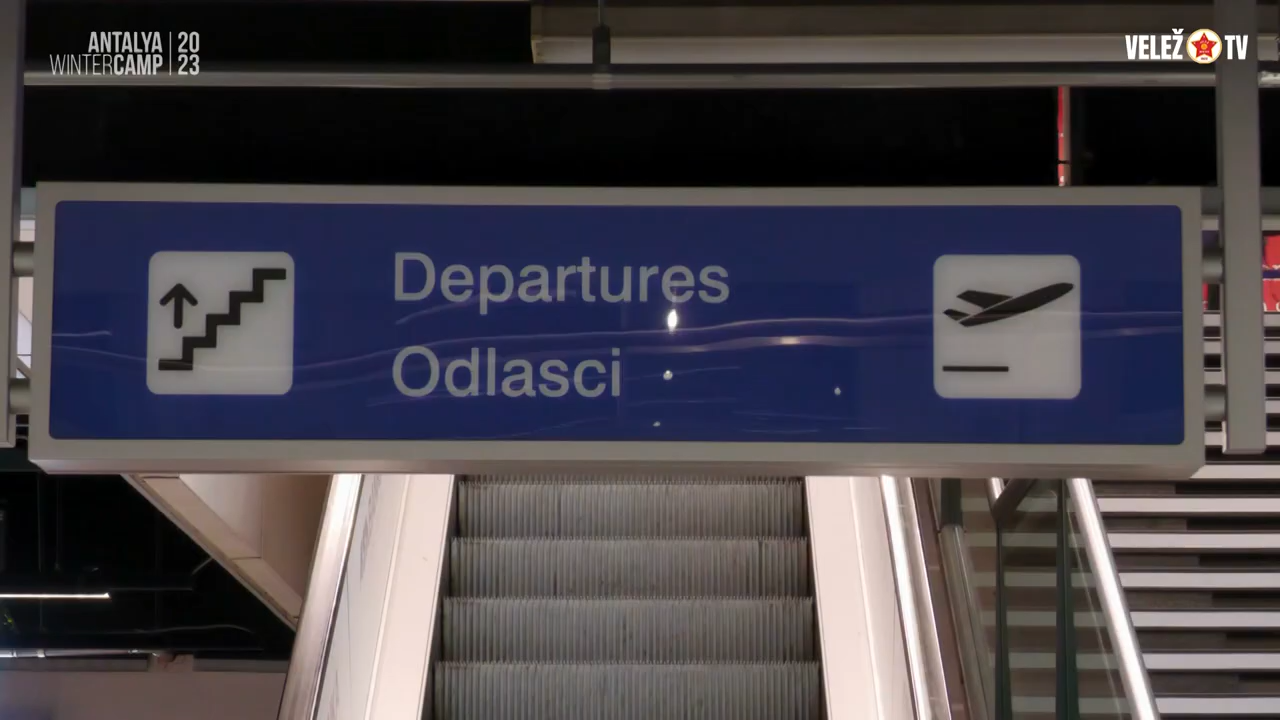 ANTALYA
WINTERCAMP
20
23
VELEŽ TV
Departures
Odlasci